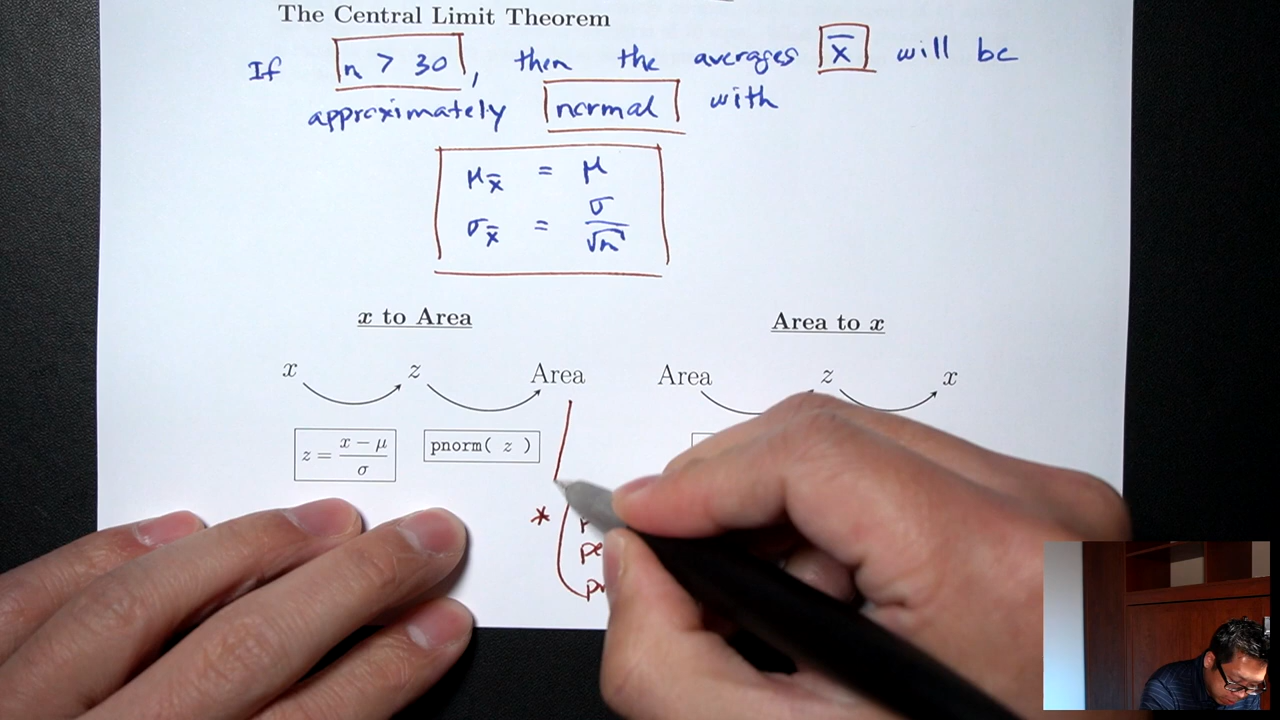 The Central Limit Theorem
If n > 30, then the averages x̄ will be
approximately normal with
μx̄ = μ
σx̄ = σ/√n
x to Area
Area to x
x z Area
Area z x
z = (x − μ)/σ
pnorm( z )
*